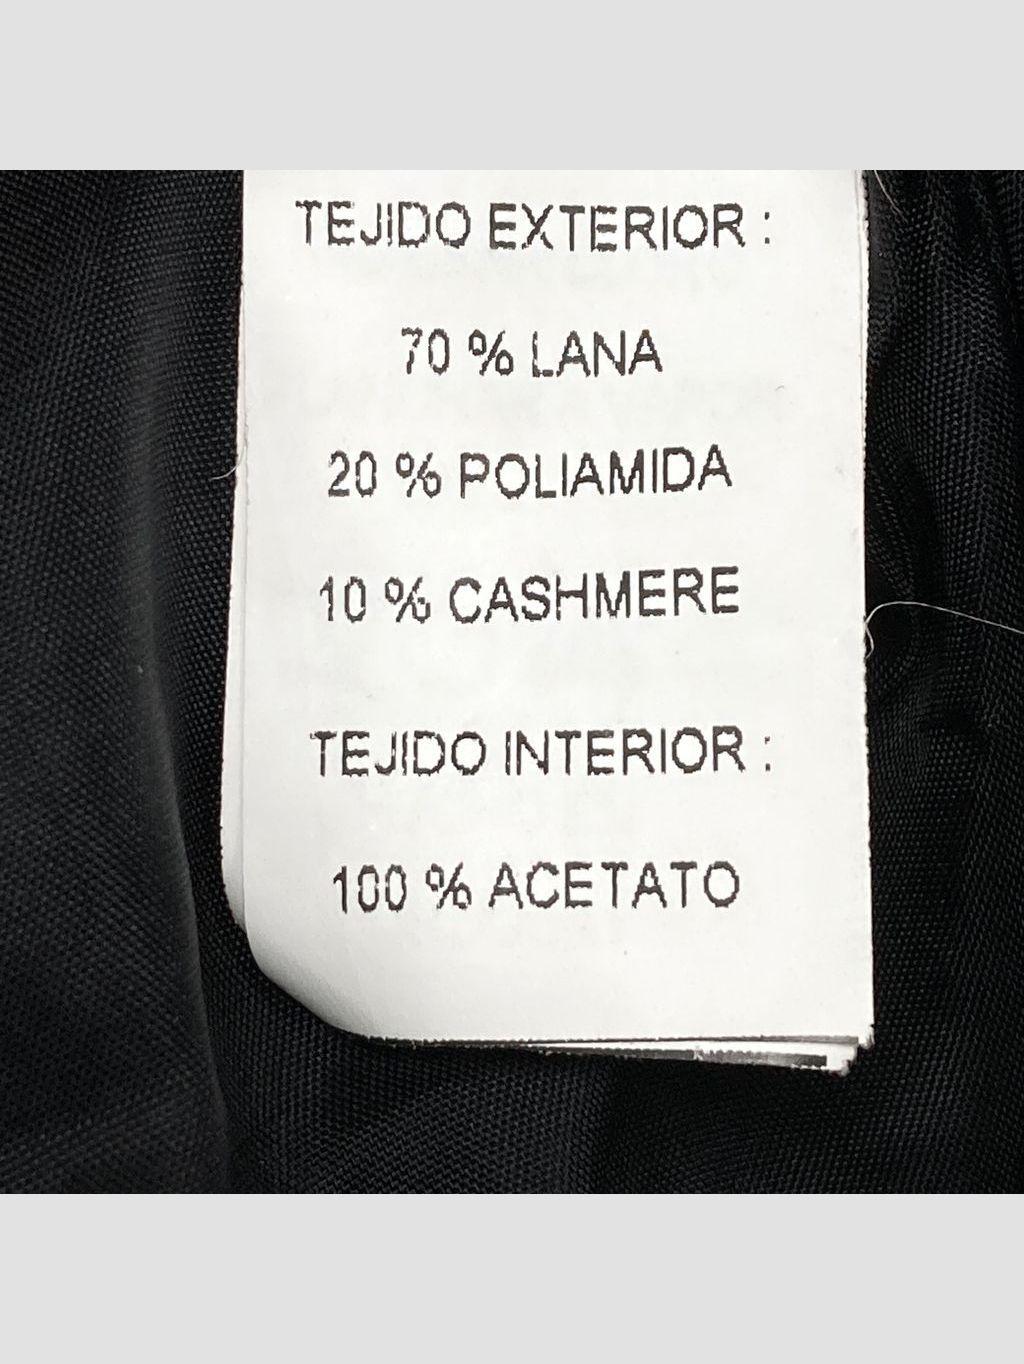 TEJIDO EXTERIOR :
70 % LANA
20 % POLIAMIDA
10 % CASHMERE
TEJIDO INTERIOR :
100 % ACETATO